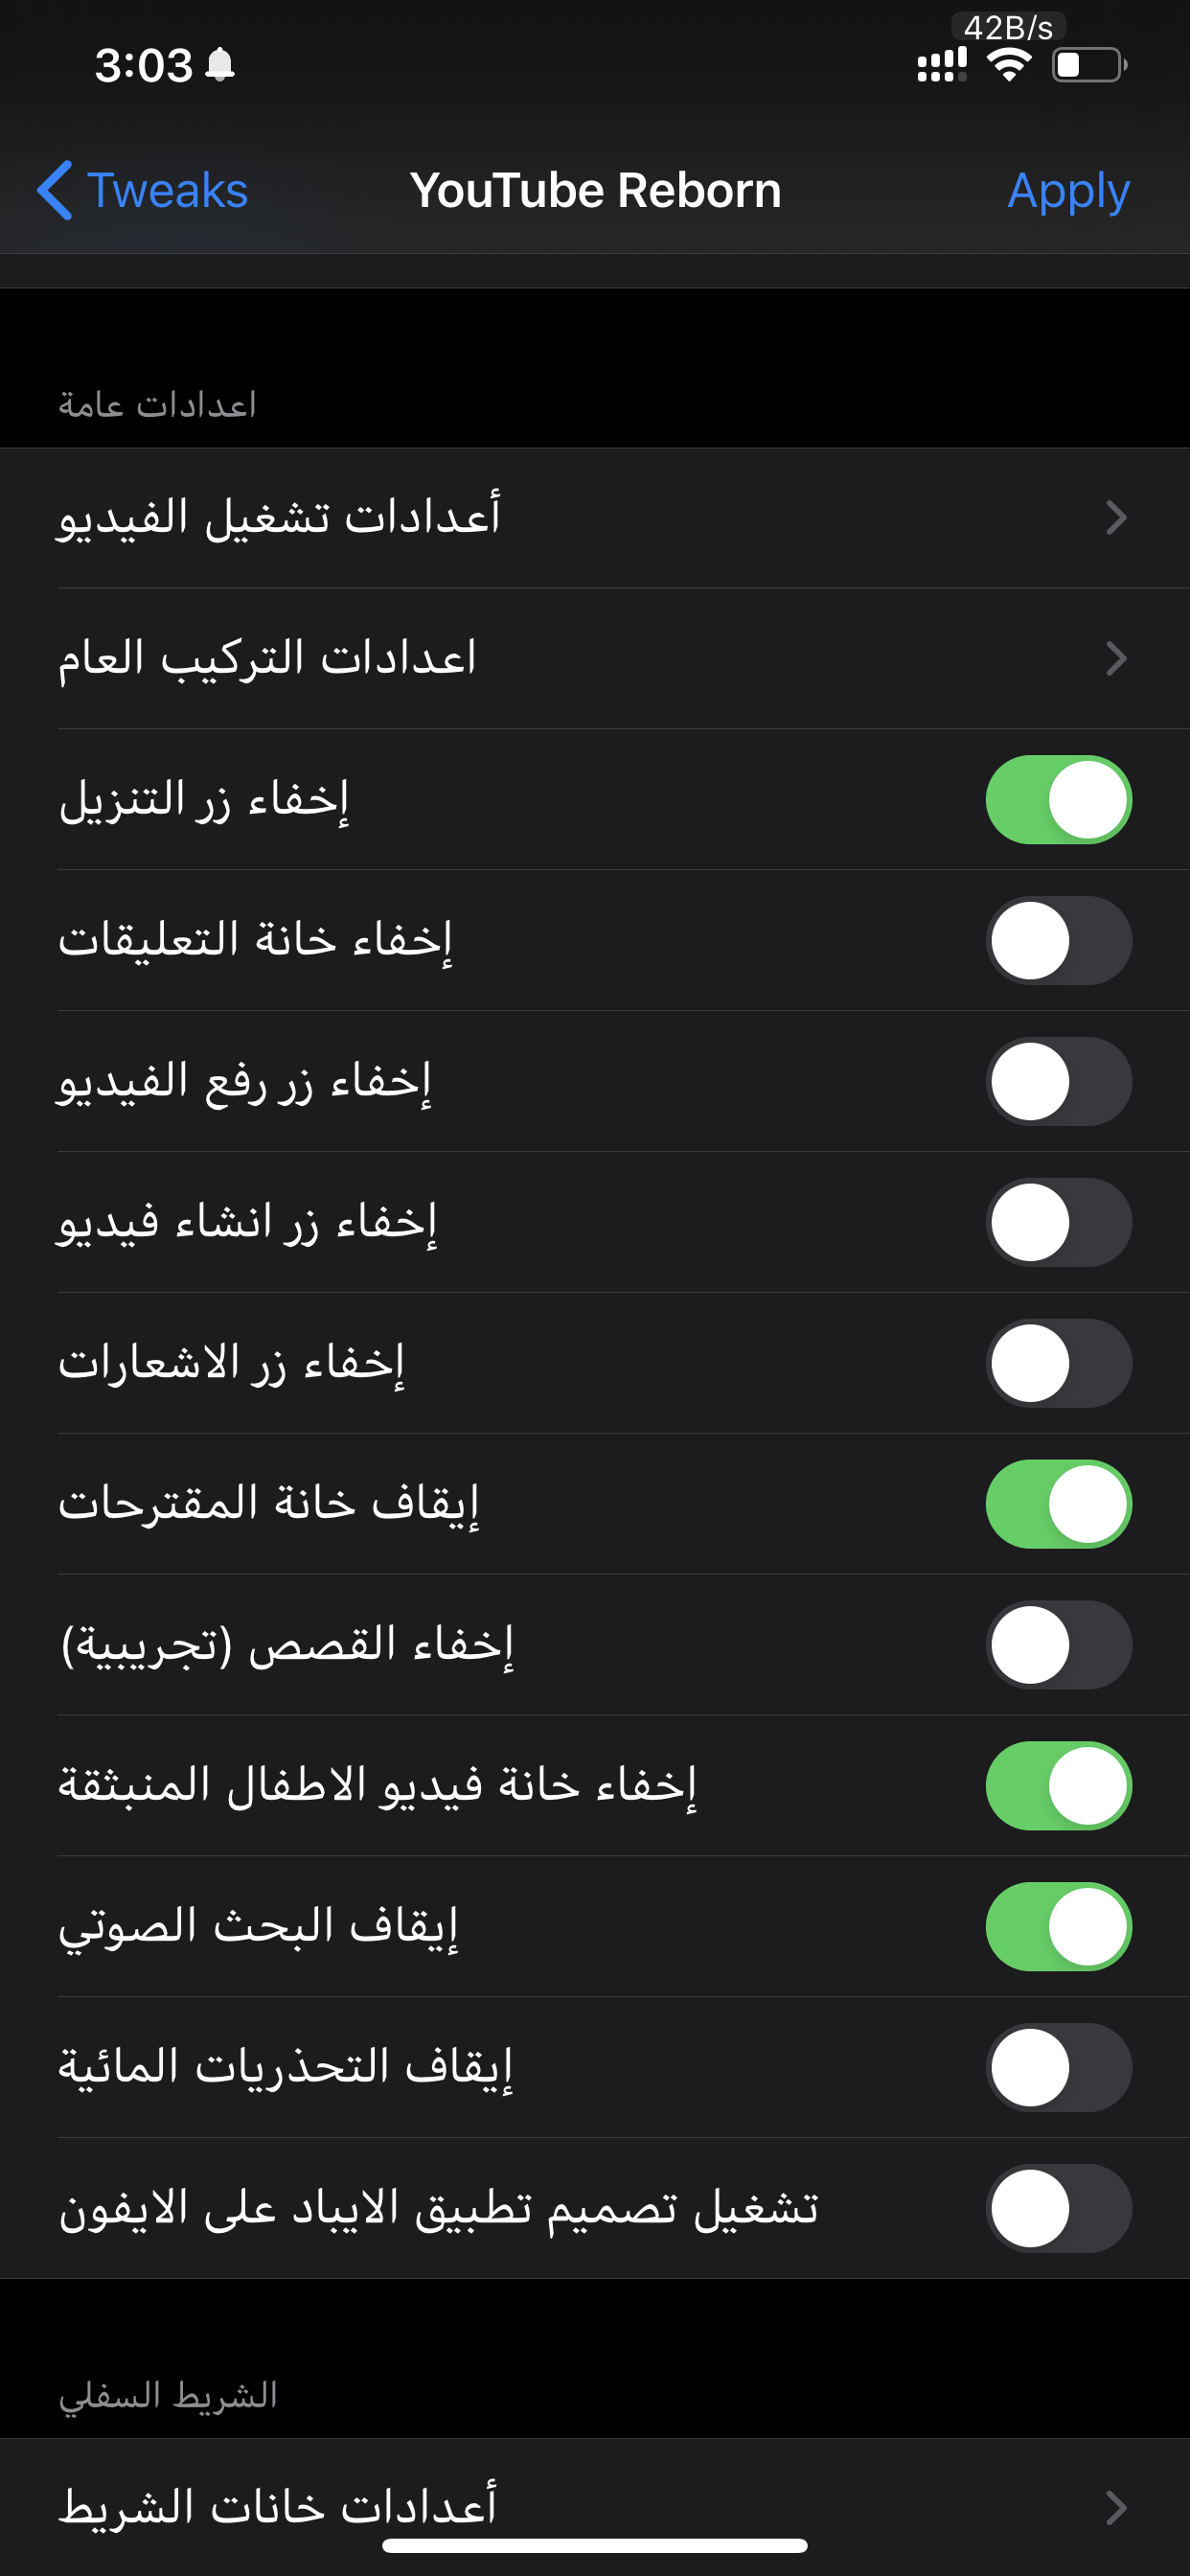 42B/s
3:03
Tweaks
YouTube Reborn
Apply
اعدادات عامة
أعدادات تشغيل الفيديو
اعدادات التركيب العام
إخفاء زر التنزيل
إخفاء خانة التعليقات
إخفاء زر رفع الفيديو
إخفاء زر انشاء فيديو
إخفاء زر الاشعارات
إيقاف خانة المقترحات
إخفاء القصص (تجريبية)
إخفاء خانة فيديو الاطفال المنبثقة
إيقاف البحث الصوتي
إيقاف التحذريات المائية
تشغيل تصميم تطبيق الايباد على الايفون
الشريط السفلي
أعدادات خانات الشريط